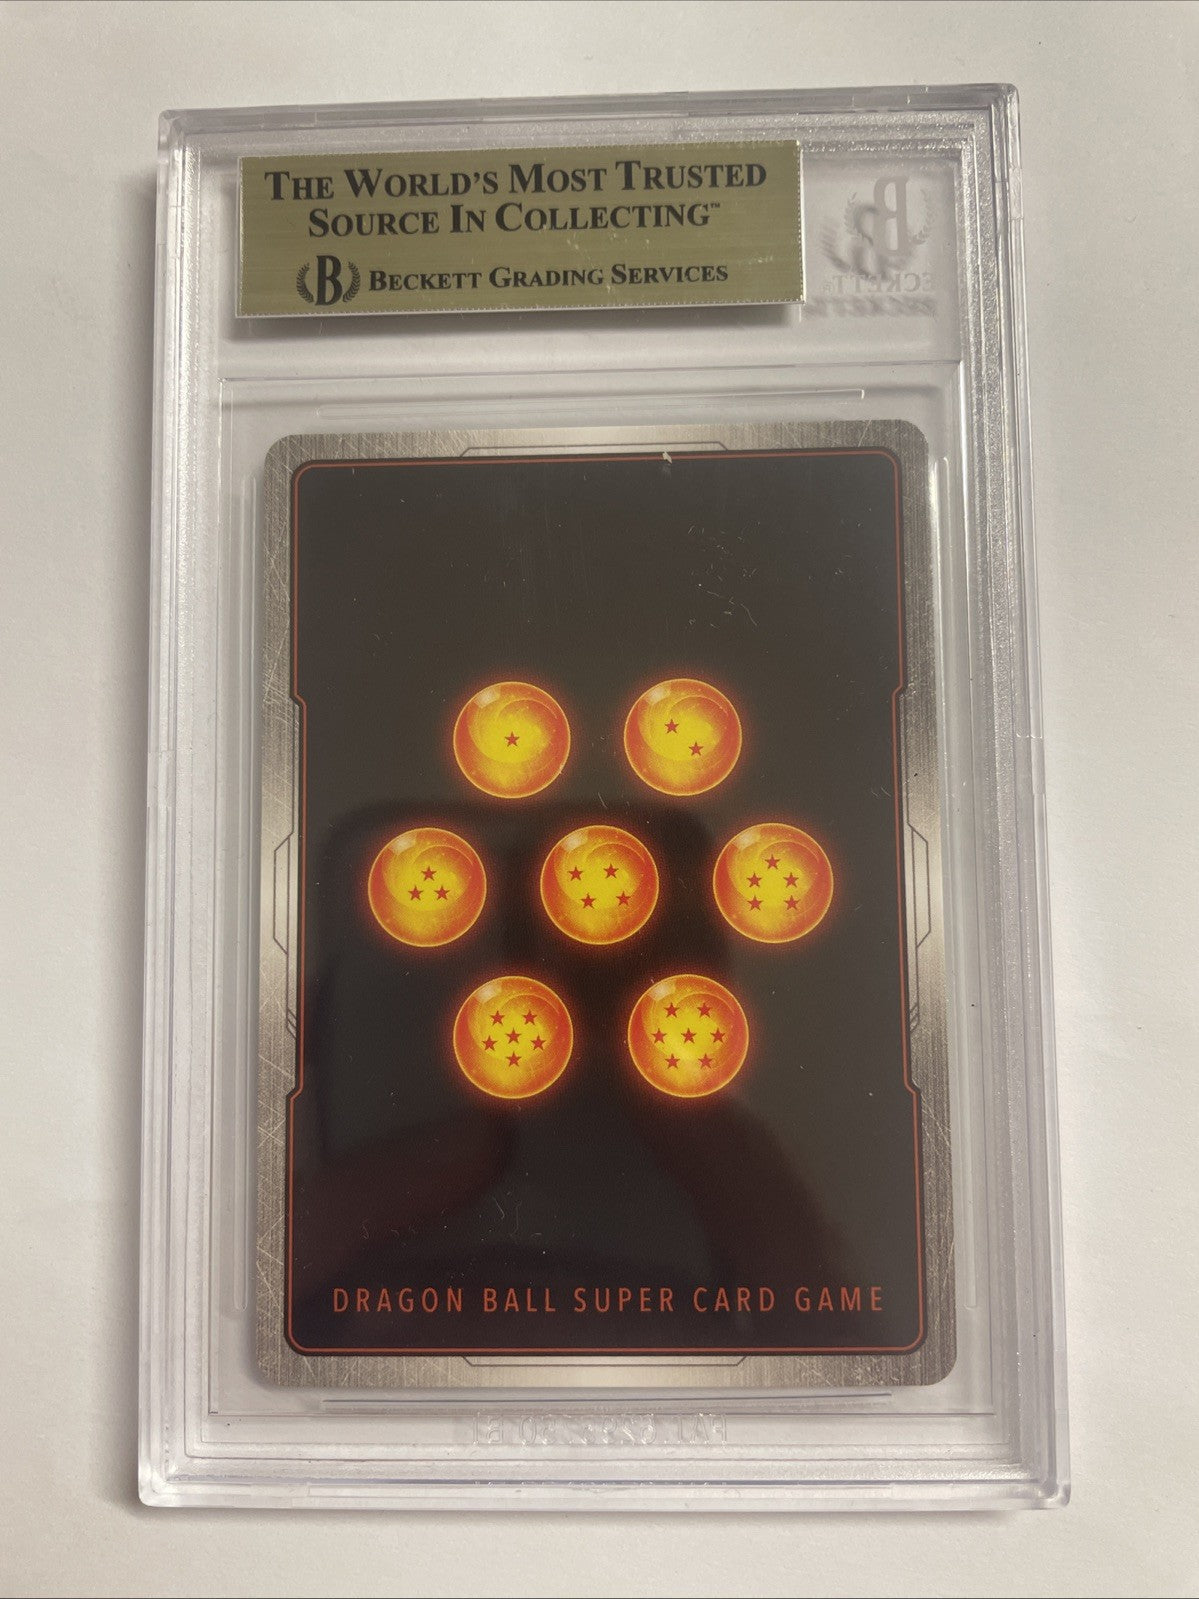 THE WORLD'S MOST TRUSTED
SOURCE IN COLLECTING™
B BECKETT GRADING SERVICES
DRAGON BALL SUPER CARD GAME